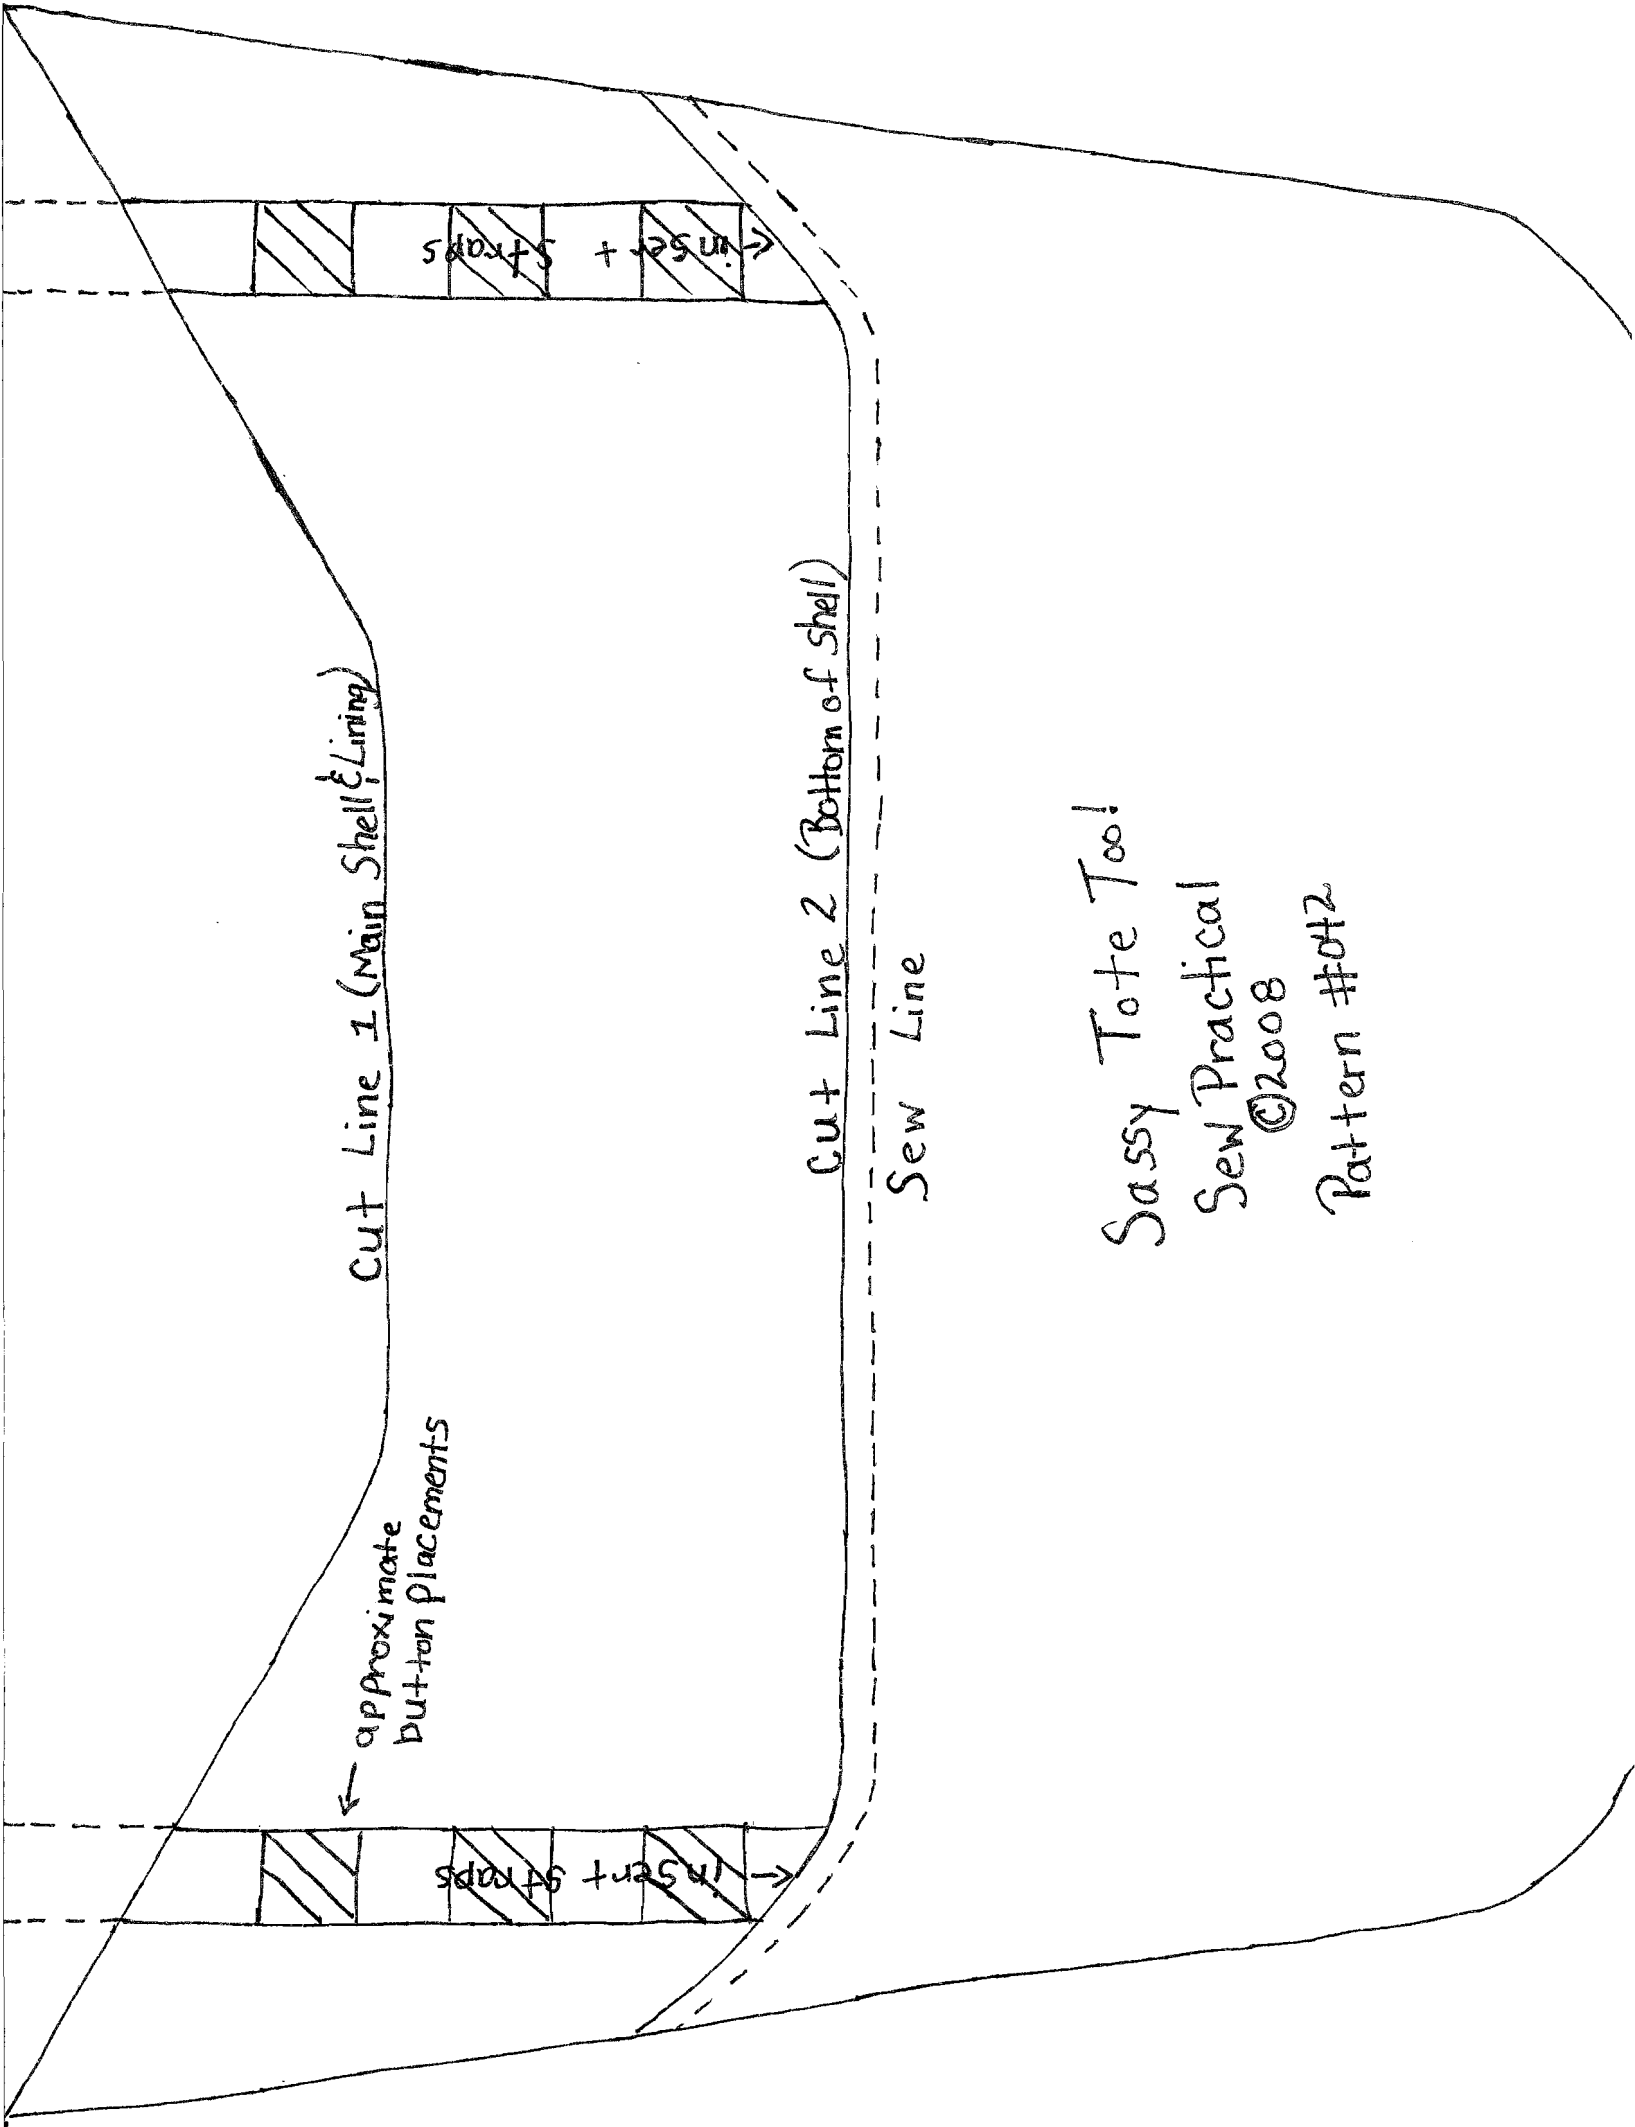 Cut Line 1 (Main Shell & Lining)
approximate
button placements
insert straps
insert straps
Cut Line 2 (Bottom of Shell)
Sew Line
Sassy Tote Too!
Sew Practical
©2008
Pattern #042